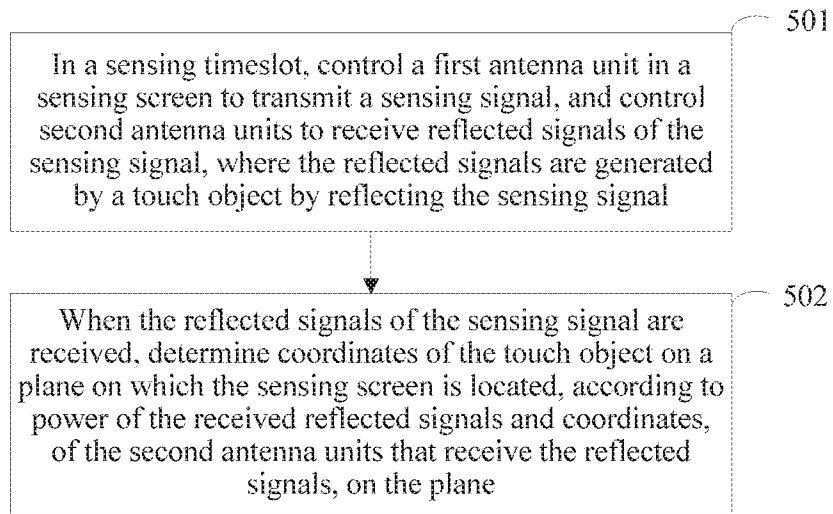 501
In a sensing timeslot, control a first antenna unit in a
sensing screen to transmit a sensing signal, and control
second antenna units to receive reflected signals of the
sensing signal, where the reflected signals are generated
by a touch object by reflecting the sensing signal
502
When the reflected signals of the sensing signal are
received, determine coordinates of the touch object on a
plane on which the sensing screen is located, according to
power of the received reflected signals and coordinates,
of the second antenna units that receive the reflected
signals, on the plane